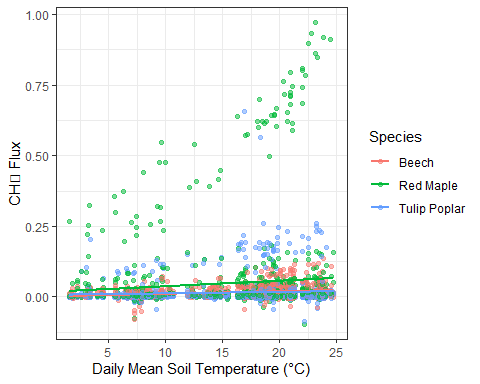 1.00
0.75
0.50
0.25
0.00
CH▯ Flux
5
10
15
20
25
Daily Mean Soil Temperature (°C)
Species
Beech
Red Maple
Tulip Poplar